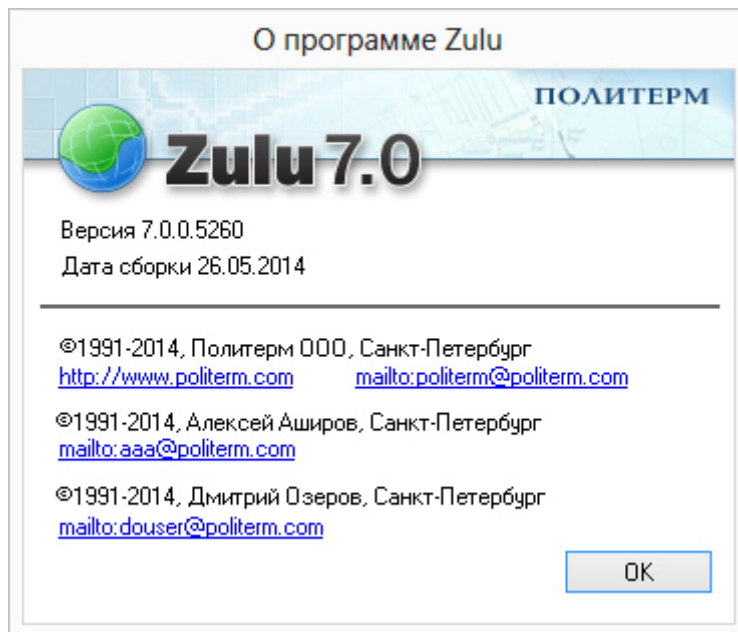 О программе Zulu
ПОЛИТЕРМ
Zulu 7.0
Версия 7.0.0.5260
Дата сборки 26.05.2014
©1991-2014, Политерм ООО, Санкт-Петербург
http://www.politerm.com mailto:politerm@politerm.com
©1991-2014, Алексей Аширов, Санкт-Петербург
mailto:aaa@politerm.com
©1991-2014, Дмитрий Озеров, Санкт-Петербург
mailto:douser@politerm.com
OK